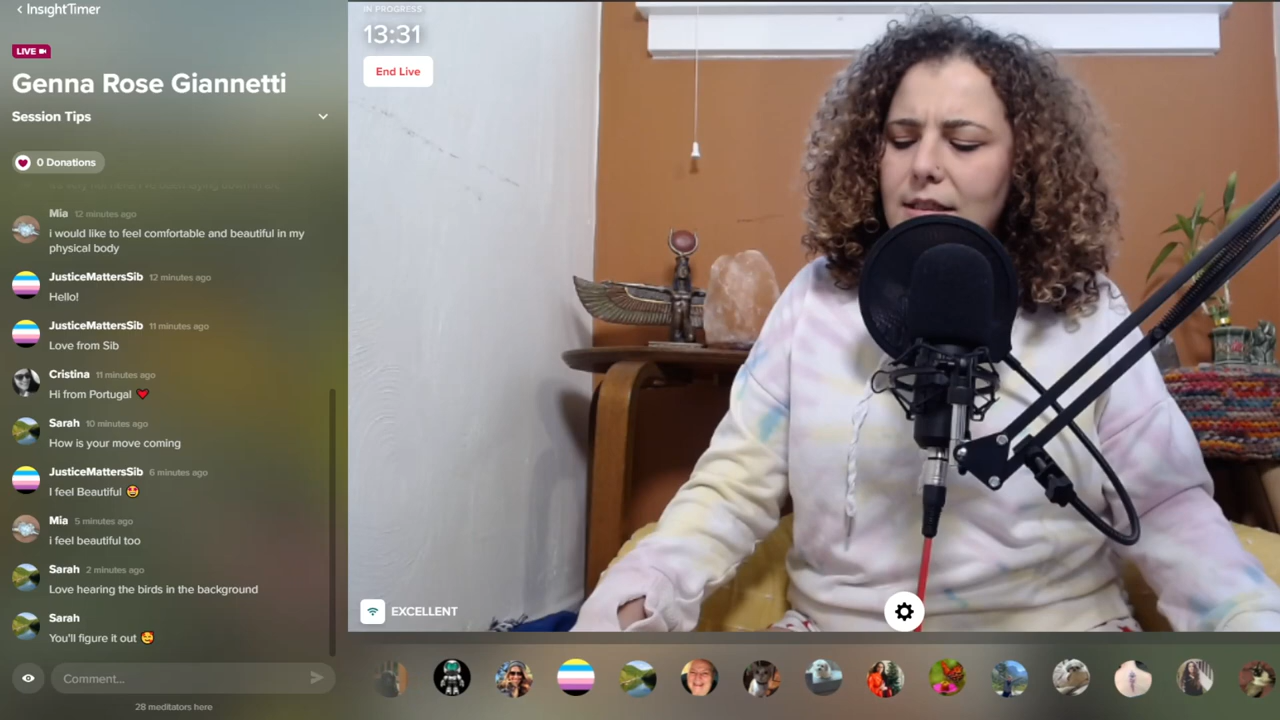 InsightTimer
LIVE
Genna Rose Giannetti
Session Tips
0 Donations
Mia 12 minutes ago
i would like to feel comfortable and beautiful in my
physical body
JusticeMattersSib 12 minutes ago
Hello!
JusticeMattersSib 11 minutes ago
Love from Sib
Cristina 11 minutes ago
Hi from Portugal ❤️
Sarah 10 minutes ago
How is your move coming
JusticeMattersSib 6 minutes ago
I feel Beautiful 🤩
Mia 5 minutes ago
i feel beautiful too
Sarah 2 minutes ago
Love hearing the birds in the background
Sarah
You'll figure it out 🥰
Comment...
28 meditators here
IN PROGRESS
13:31
End Live
EXCELLENT